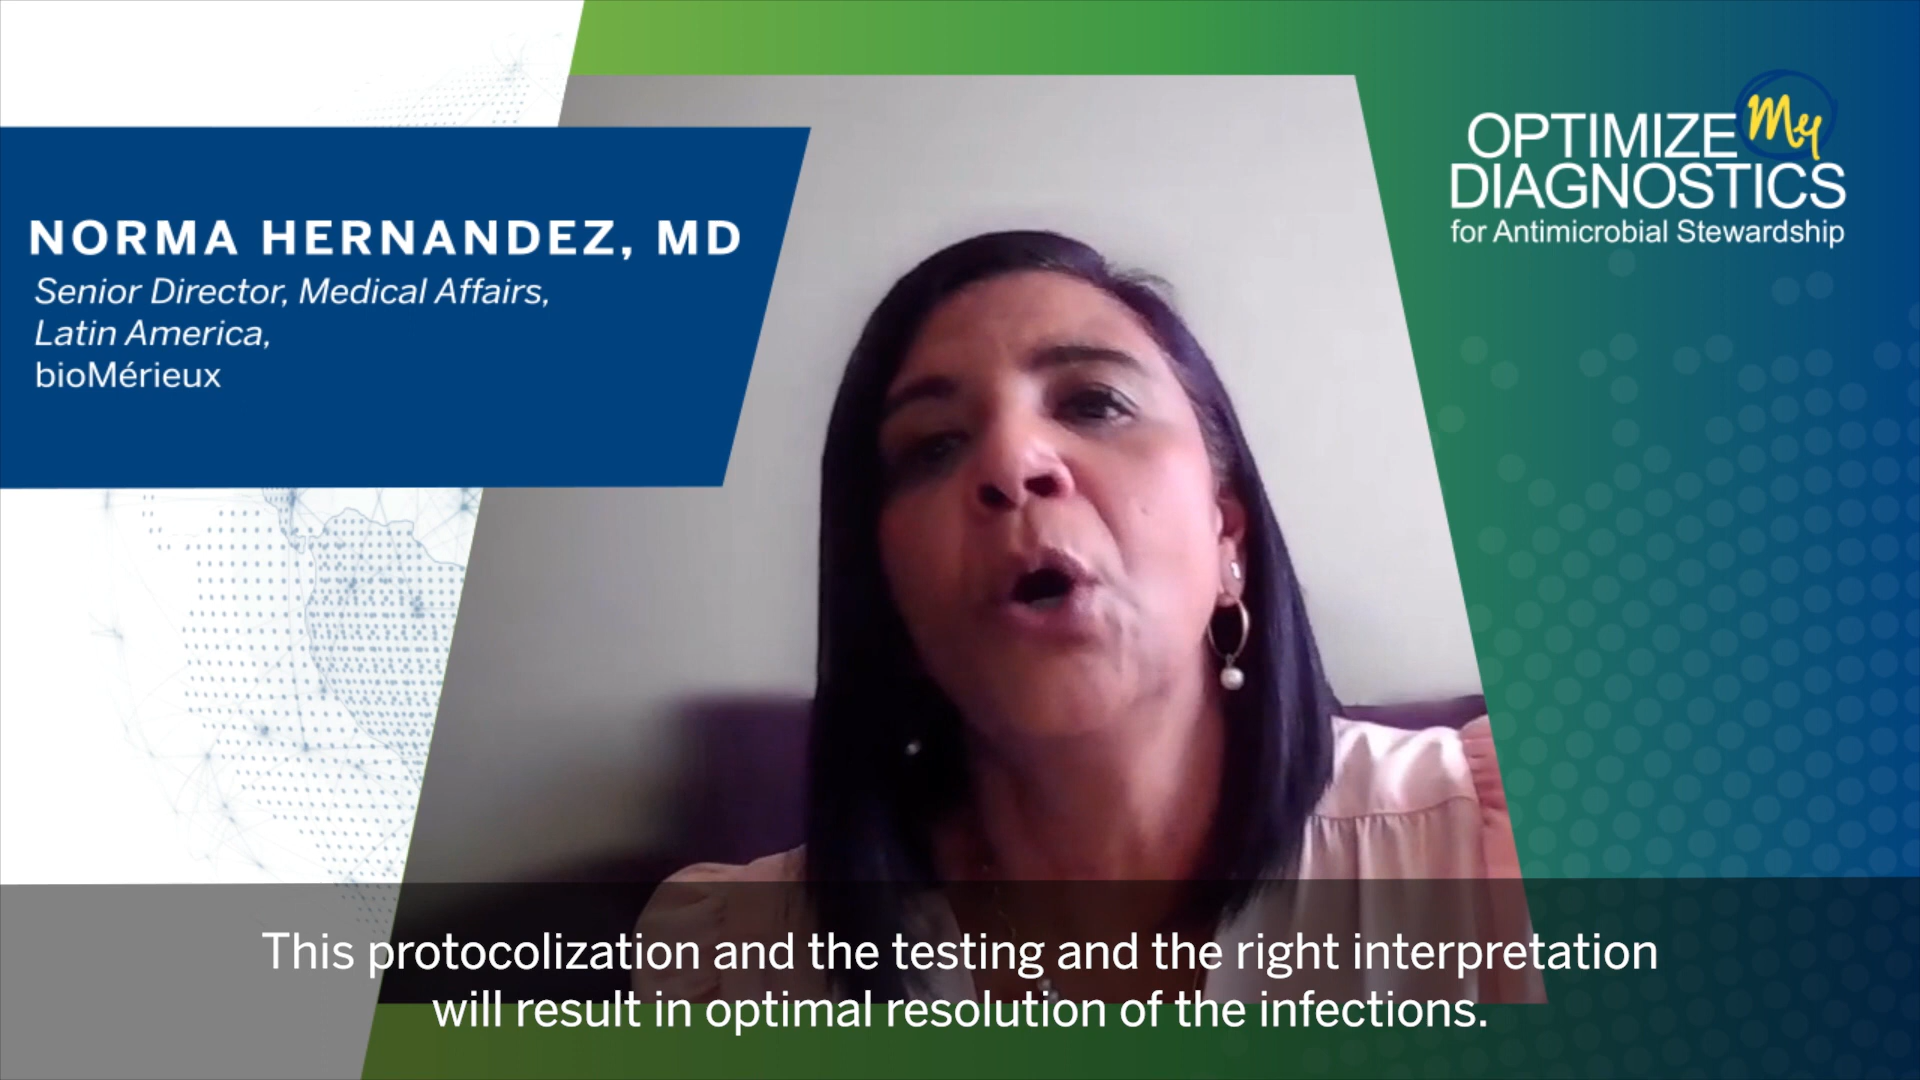 NORMA HERNANDEZ, MD
Senior Director, Medical Affairs,
Latin America,
bioMérieux
OPTIMIZE My
DIAGNOSTICS
for Antimicrobial Stewardship
This protocolization and the testing and the right interpretation
will result in optimal resolution of the infections.